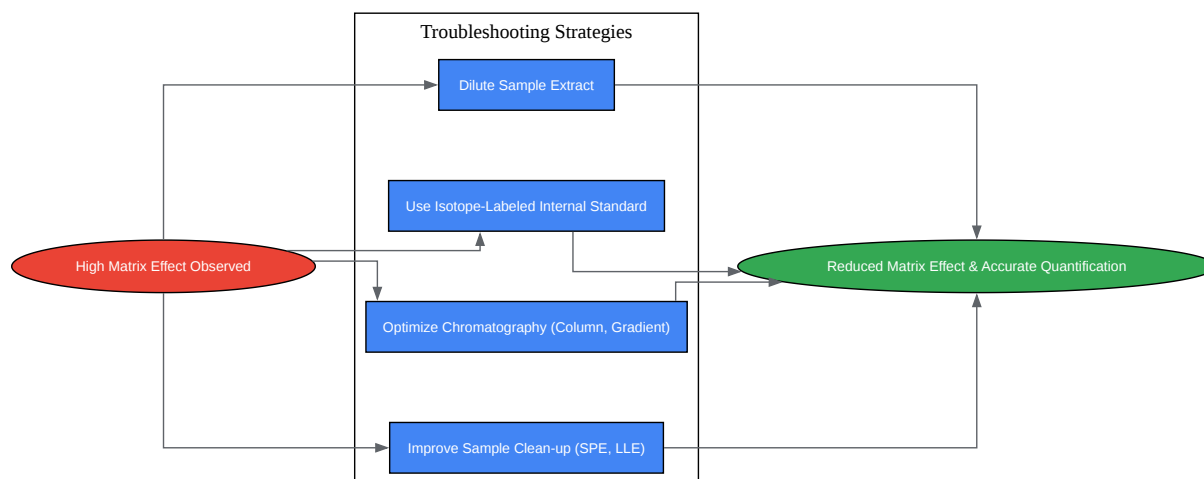 Troubleshooting Strategies
Dilute Sample Extract
Use Isotope-Labeled Internal Standard
High Matrix Effect Observed
Reduced Matrix Effect & Accurate Quantification
Optimize Chromatography (Column, Gradient)
Improve Sample Clean-up (SPE, LLE)